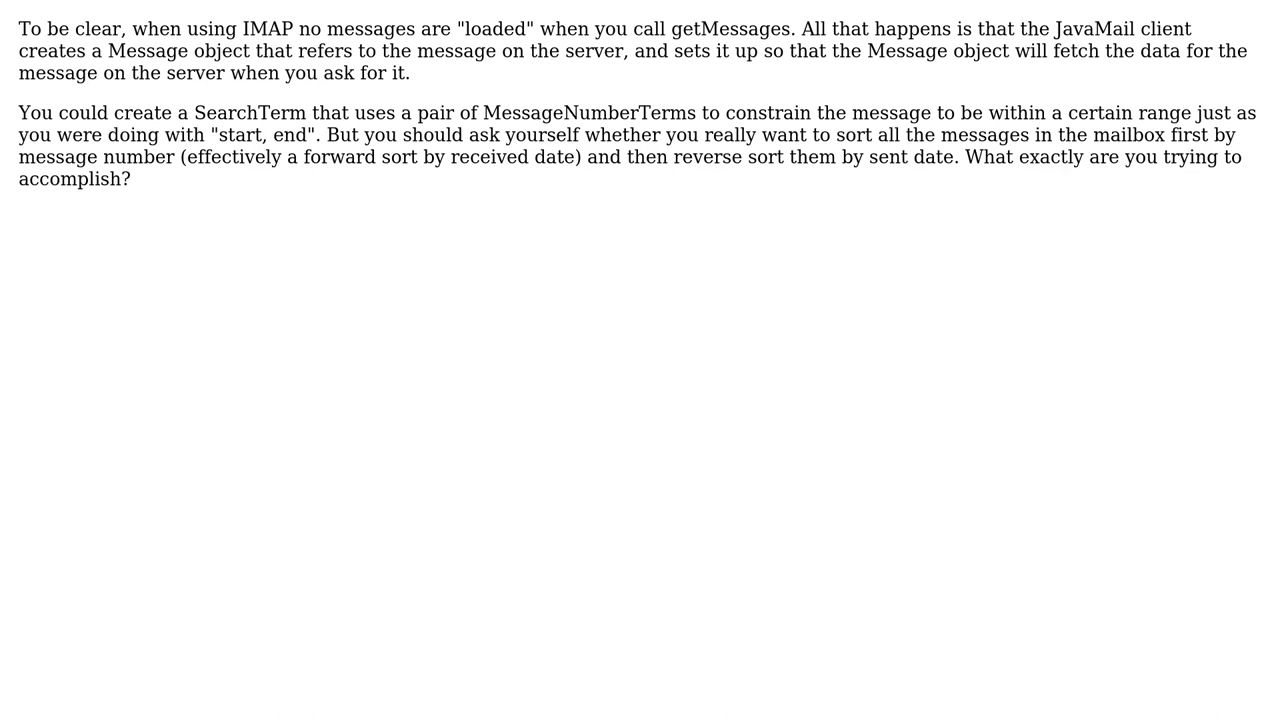 To be clear, when using IMAP no messages are "loaded" when you call getMessages. All that happens is that the JavaMail client
creates a Message object that refers to the message on the server, and sets it up so that the Message object will fetch the data for the
message on the server when you ask for it.
You could create a SearchTerm that uses a pair of MessageNumberTerms to constrain the message to be within a certain range just as
you were doing with "start, end". But you should ask yourself whether you really want to sort all the messages in the mailbox first by
message number (effectively a forward sort by received date) and then reverse sort them by sent date. What exactly are you trying to
accomplish?